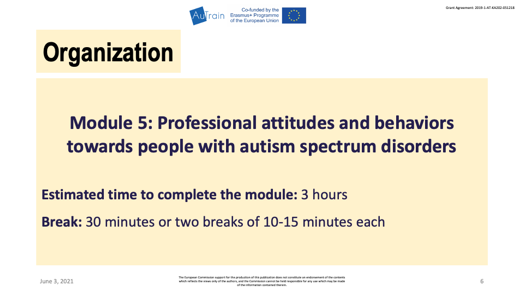 Grant Agreement: 2019-1-AT-KA202-051218
AuTrain
Co-funded by the
Erasmus+ Programme
of the European Union
Organization
Module 5: Professional attitudes and behaviors
towards people with autism spectrum disorders
Estimated time to complete the module: 3 hours
Break: 30 minutes or two breaks of 10-15 minutes each
June 3, 2021
The European Commission support for the production of this publication does not constitute an endorsement of the contents
which reflects the views only of the authors, and the Commission cannot be held responsible for any use which may be made
of the information contained therein.
6